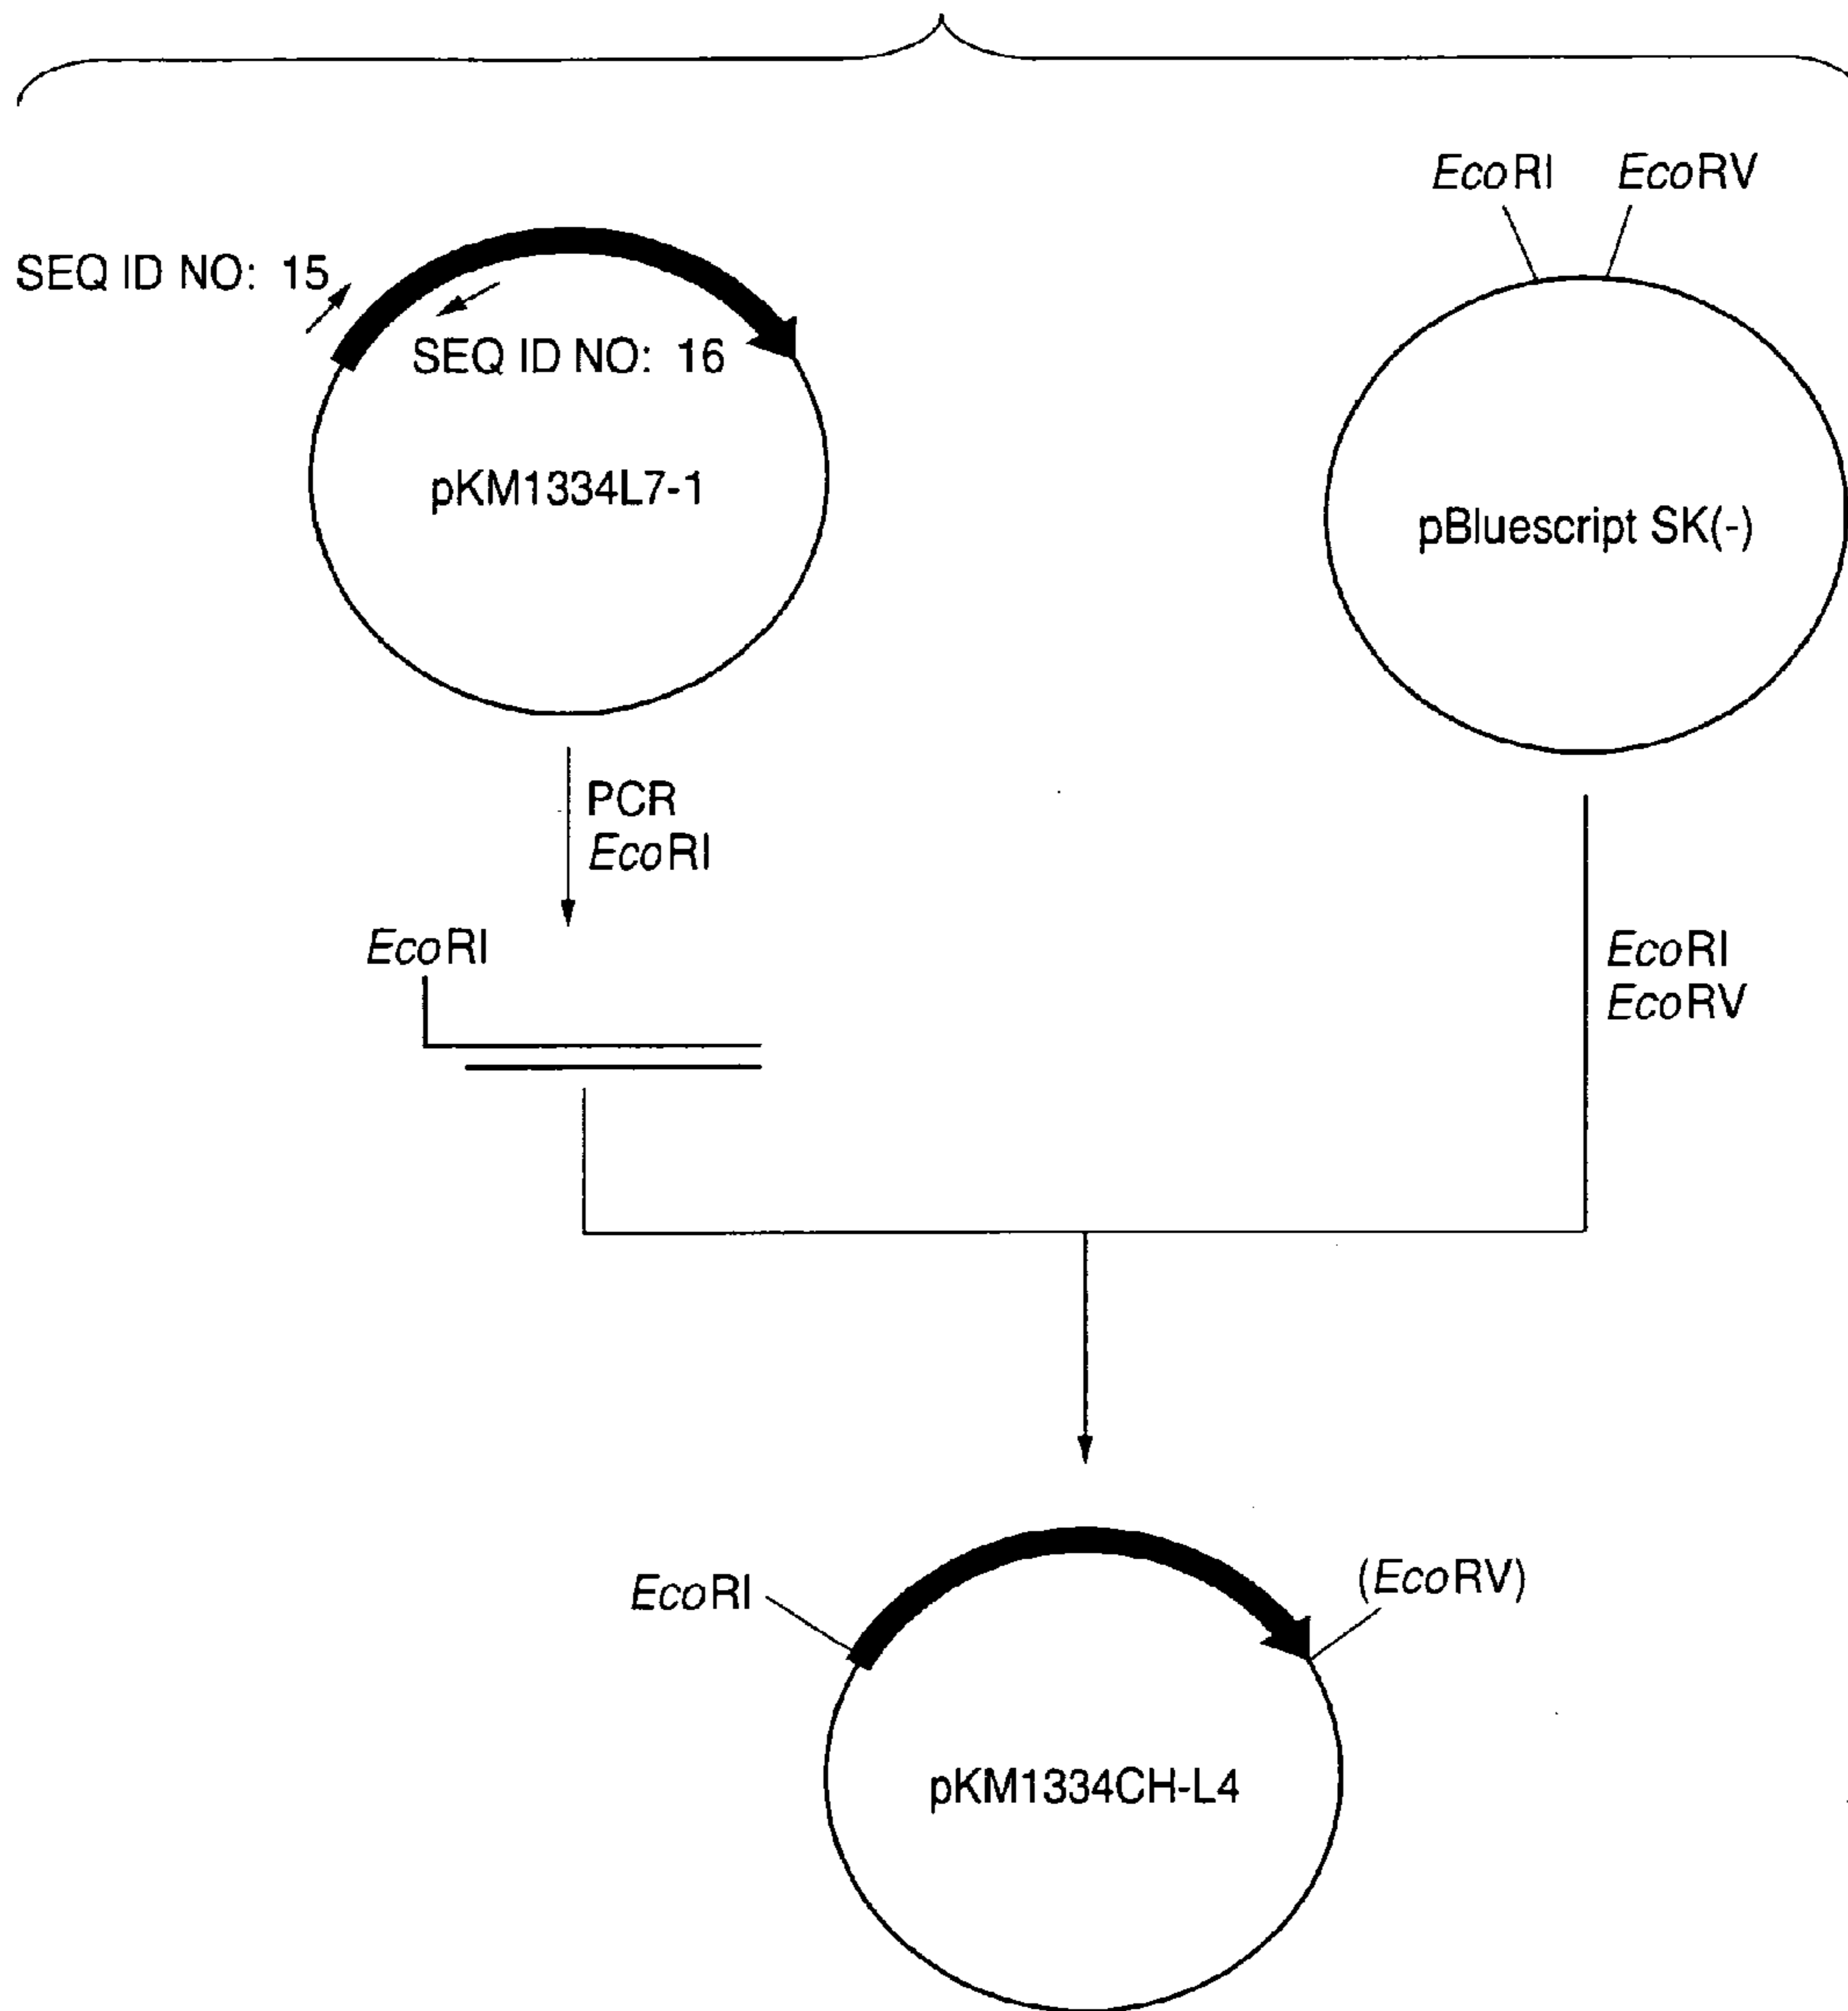 EcoRI EcoRV
SEQ ID NO: 15
SEQ ID NO: 16
pKM1334L7-1
pBluescript SK(-)
PCR
EcoRI
EcoRI
EcoRI
EcoRV
EcoRI
(EcoRV)
pKM1334CH-L4